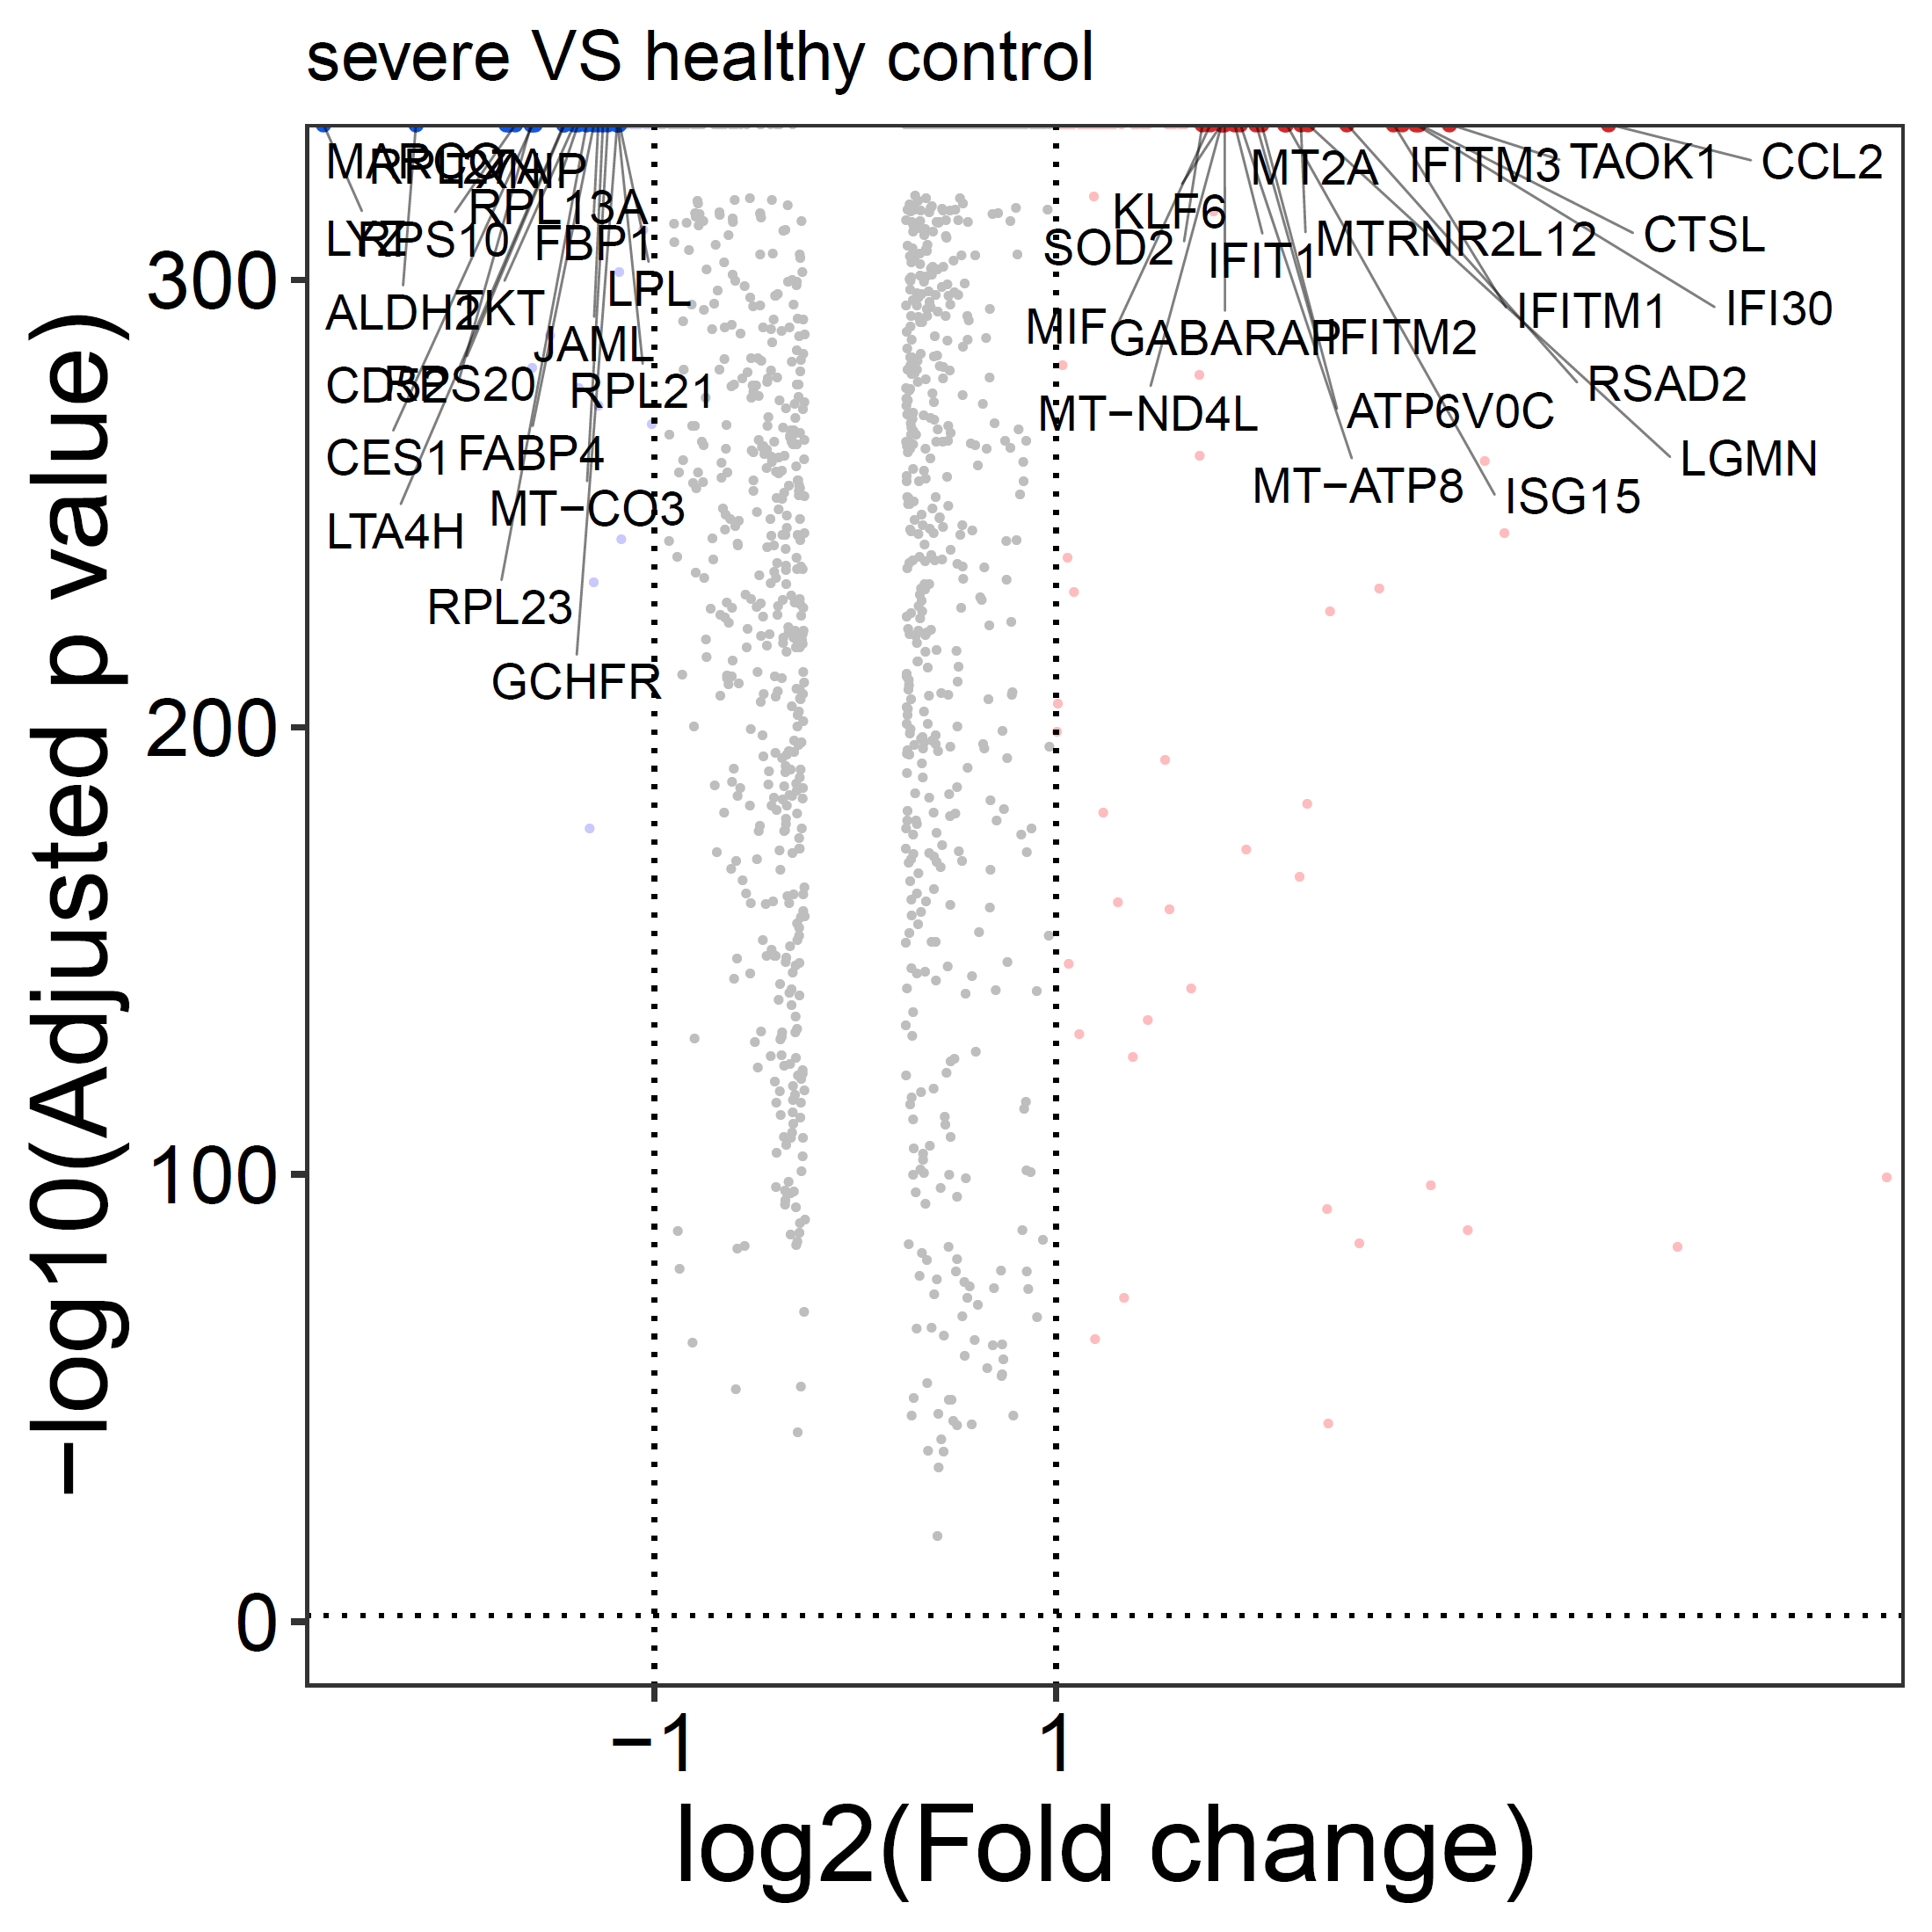 severe VS healthy control
CCL2
TAOK1
IFITM3
MT2A
KLF6
SOD2
IFIT1
MTRNR2L12
CTSL
MIF
GABARAP
IFITM2
IFITM1
IFI30
MT−ND4L
ATP6V0C
RSAD2
MT−ATP8
ISG15
LGMN
MARCO
RPL27A
RPL13A
LYZ
RPS10
FBP1
LPL
ALDH2
TKT
JAML
CD52
RPS20
RPL21
CES1
FABP4
LTA4H
MT−CO3
RPL23
GCHFR
300
200
100
0
−log10(Adjusted p value)
−1
1
log2(Fold change)